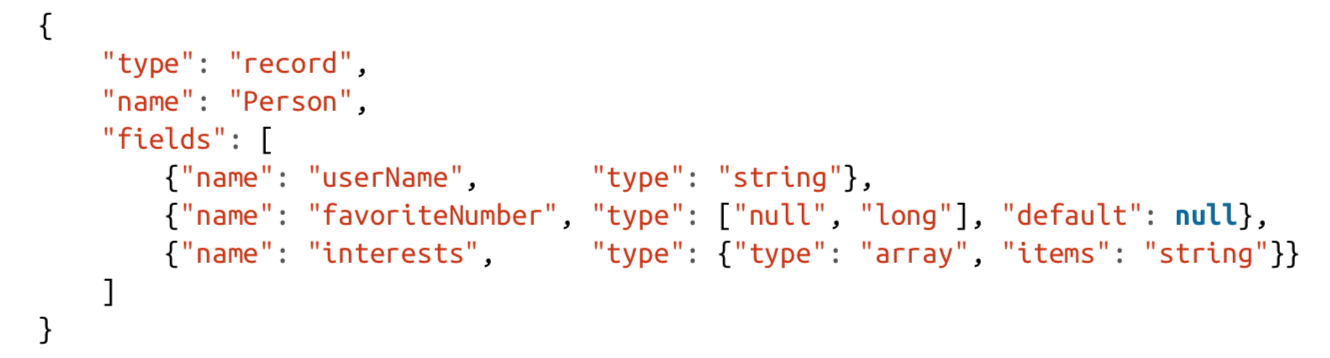 {
    "type": "record",
    "name": "Person",
    "fields": [
        {"name": "userName",        "type": "string"},
        {"name": "favoriteNumber", "type": ["null", "long"], "default": null},
        {"name": "interests",       "type": {"type": "array", "items": "string"}}
    ]
}